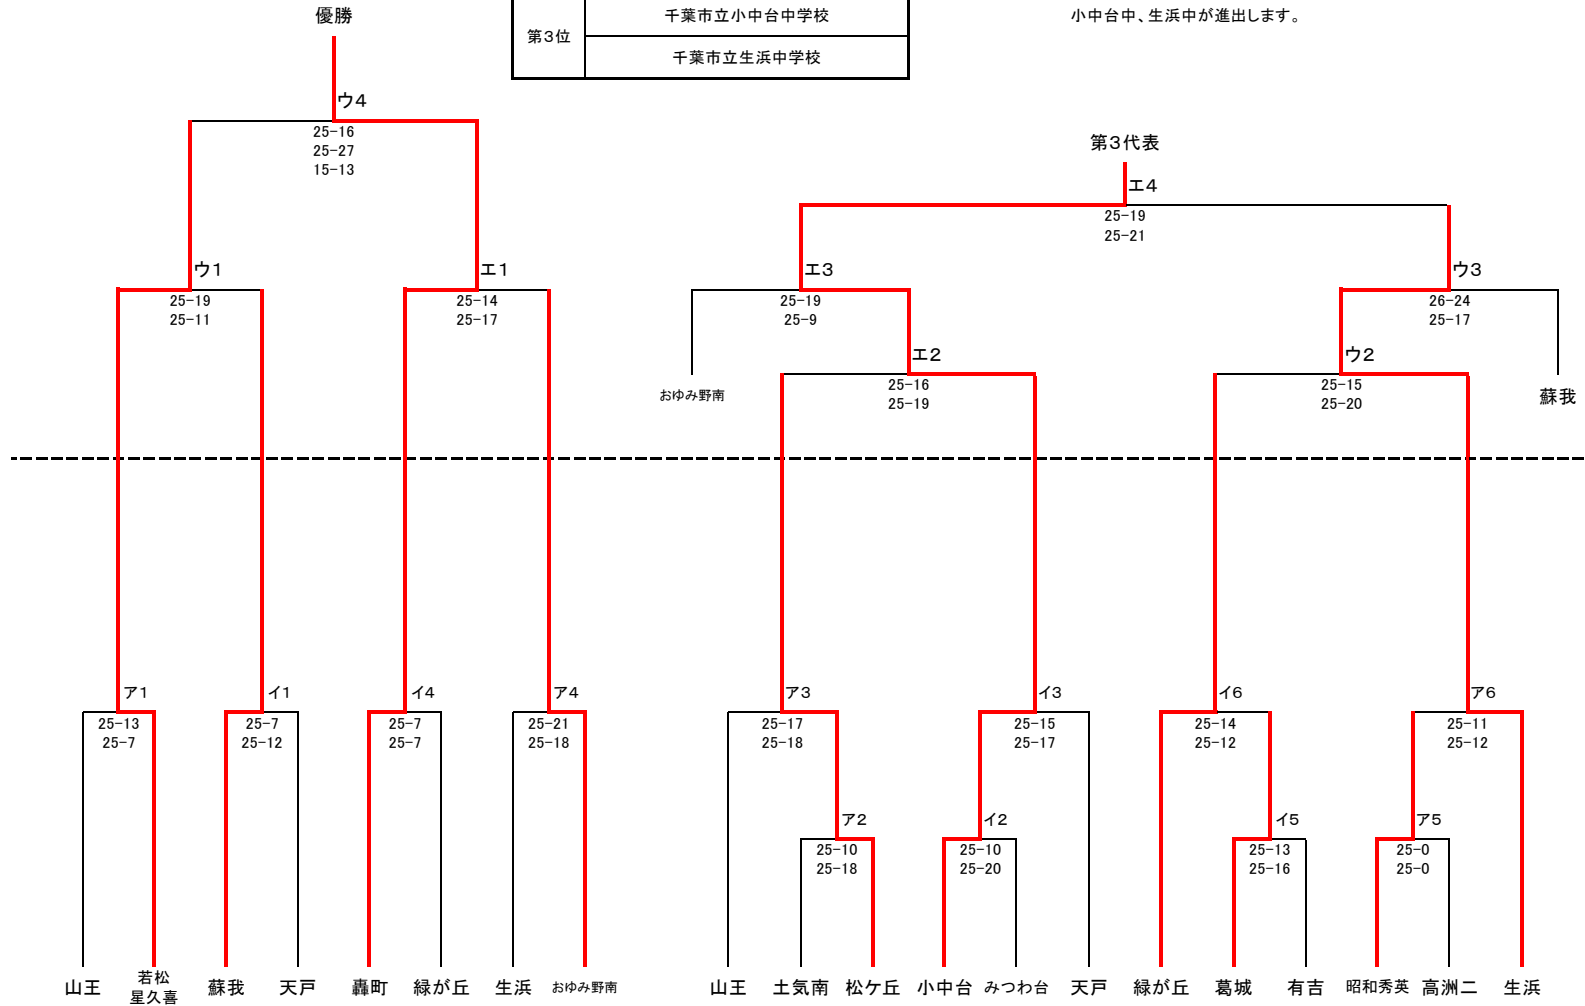 優勝
第3位
千葉市立小中台中学校
千葉市立生浜中学校
小中台中、生浜中が進出します。
ウ4
25-16
25-27
15-13
第3代表
エ4
25-19
25-21
ウ1
25-19
25-11
エ1
25-14
25-17
エ3
25-19
25-9
ウ3
26-24
25-17
おゆみ野南
エ2
25-16
25-19
ウ2
25-15
25-20
蘇我
ア1
25-13
25-7
イ1
25-7
25-12
イ4
25-7
25-7
ア4
25-21
25-18
ア3
25-17
25-18
イ3
25-15
25-17
イ6
25-14
25-12
ア6
25-11
25-12
ア2
25-10
25-18
イ2
25-10
25-20
イ5
25-13
25-16
ア5
25-0
25-0
山王
若松
星久喜
蘇我
天戸
轟町
緑が丘
生浜
おゆみ野南
山王
土気南
松ケ丘
小中台
みつわ台
天戸
緑が丘
葛城
有吉
昭和秀英
高洲二
生浜